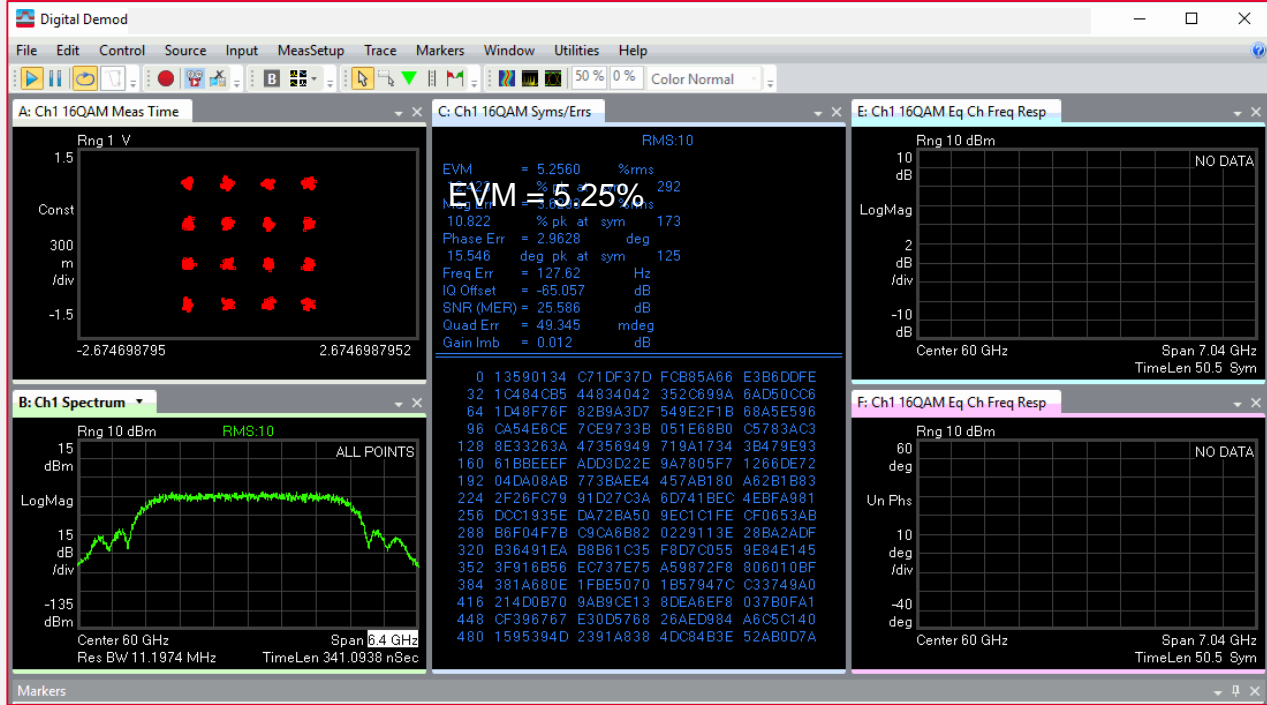 Digital Demod
File Edit Control Source Input MeasSetup Trace Markers Window Utilities Help
B 50 % 0 % Color Normal
A: Ch1 16QAM Meas Time
Rng 1 V
1.5
Const
300
m
/div
-1.5
-2.674698795 2.6746987952
B: Ch1 Spectrum
Rng 10 dBm RMS:10
15 ALL POINTS
dBm
LogMag
15
dB
/div
-135
dBm
Center 60 GHz Span 6.4 GHz
Res BW 11.1974 MHz TimeLen 341.0938 nSec
C: Ch1 16QAM Syms/Errs
RMS:10
EVM = 5.2560 %rms
% pk at sym 292
EVM = 5.25%
10.822 % pk at sym 173
Phase Err = 2.9628 deg
15.546 deg pk at sym 125
Freq Err = 127.62 Hz
IQ Offset = -65.057 dB
SNR (MER) = 25.586 dB
Quad Err = 49.345 mdeg
Gain Imb = 0.012 dB
0 13590134 C71DF37D FCB85A66 E3B6DDFE
32 1C484CB5 44834042 352C699A 6AD50CC6
64 1D48F76F 82B9A3D7 549E2F1B 68A5E596
96 CA54E6CE 7CE9733B 051E68B0 C5783AC3
128 8E33263A 47356949 719A1734 3B479E93
160 61BBEEEF ADD3D22E 9A7805F7 1266DE72
192 04DA08AB 773BAEE4 457AB180 A62B1B83
224 2F26FC79 91D27C3A 6D741BEC 4EBFA981
256 DCC1935E DA72BA50 9EC1C1FE CF0653AB
288 B6F04F7B C9CA6B82 0229113E 28BA2ADF
320 B36491EA B8B61C35 F8D7C055 9E84E145
352 3F916B56 EC737E75 A59872F8 806010BF
384 381A680E 1FBE5070 1B57947C C33749A0
416 214D0B70 9AB9CE13 8DEA6EF8 037B0FA1
448 CF396767 E30D5768 26AED984 A6C5C140
480 1595394D 2391A838 4DC84B3E 52AB0D7A
E: Ch1 16QAM Eq Ch Freq Resp
Rng 10 dBm
10 NO DATA
dB
LogMag
2
dB
/div
-10
dB
Center 60 GHz Span 7.04 GHz
TimeLen 50.5 Sym
F: Ch1 16QAM Eq Ch Freq Resp
Rng 10 dBm
60 NO DATA
deg
Un Phs
10
deg
/div
-40
deg
Center 60 GHz Span 7.04 GHz
TimeLen 50.5 Sym
Markers